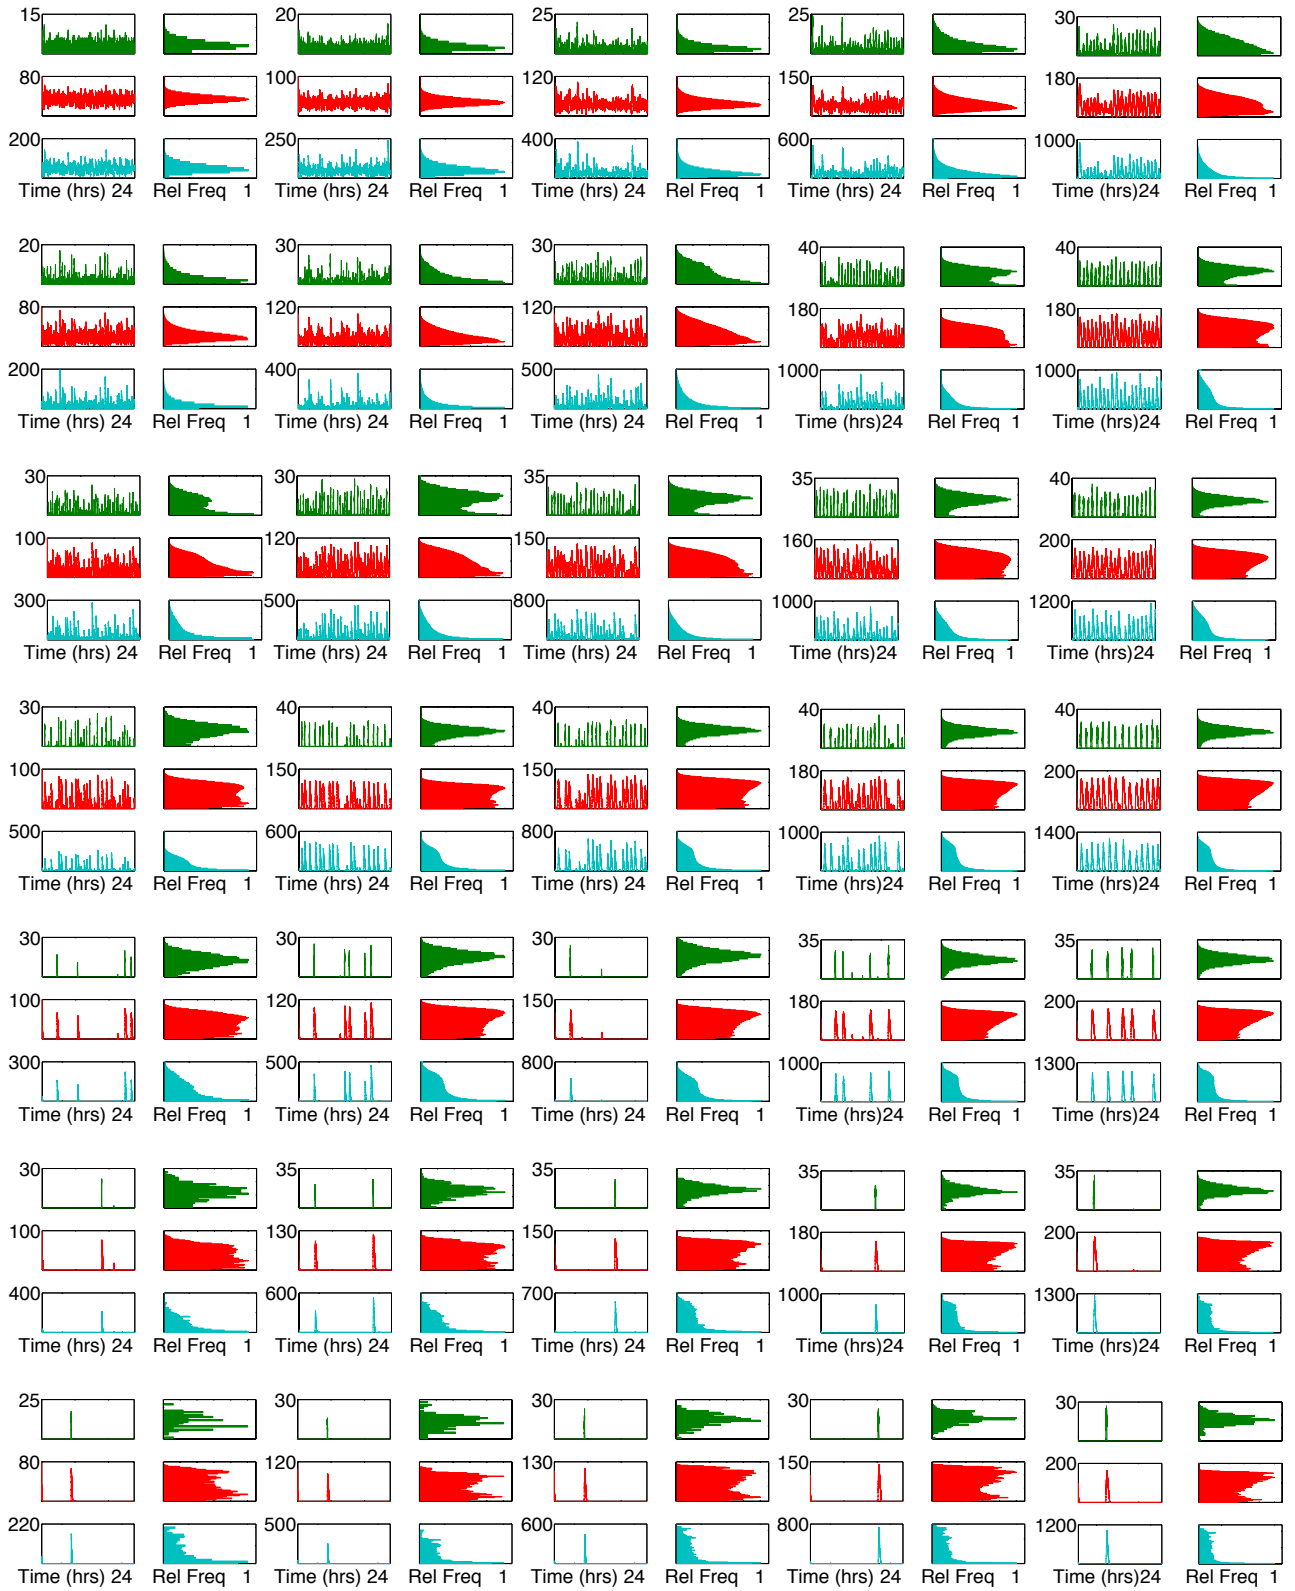 15 20 25 25 30
80 100 120 150 180
200 250 400 600 1000
Time (hrs) 24 Rel Freq 1 Time (hrs) 24 Rel Freq 1 Time (hrs) 24 Rel Freq 1 Time (hrs) 24 Rel Freq 1 Time (hrs) 24 Rel Freq 1
20 30 30 40 40
80 120 120 180 180
200 400 500 1000 1000
Time (hrs) 24 Rel Freq 1 Time (hrs) 24 Rel Freq 1 Time (hrs) 24 Rel Freq 1 Time (hrs)24 Rel Freq 1 Time (hrs)24 Rel Freq 1
30 30 35 35 40
100 120 150 160 200
300 500 800 1000 1200
Time (hrs) 24 Rel Freq 1 Time (hrs) 24 Rel Freq 1 Time (hrs) 24 Rel Freq 1 Time (hrs)24 Rel Freq 1 Time (hrs)24 Rel Freq 1
30 40 40 40 40
100 150 150 180 200
500 600 800 1000 1400
Time (hrs) 24 Rel Freq 1 Time (hrs) 24 Rel Freq 1 Time (hrs) 24 Rel Freq 1 Time (hrs)24 Rel Freq 1 Time (hrs)24 Rel Freq 1
30 30 30 35 35
100 120 150 180 200
300 500 800 1000 1300
Time (hrs) 24 Rel Freq 1 Time (hrs) 24 Rel Freq 1 Time (hrs) 24 Rel Freq 1 Time (hrs)24 Rel Freq 1 Time (hrs)24 Rel Freq 1
30 35 35 35 35
100 130 150 180 200
400 600 700 1000 1300
Time (hrs) 24 Rel Freq 1 Time (hrs) 24 Rel Freq 1 Time (hrs) 24 Rel Freq 1 Time (hrs)24 Rel Freq 1 Time (hrs)24 Rel Freq 1
25 30 30 30 30
80 120 130 150 200
220 500 600 800 1200
Time (hrs) 24 Rel Freq 1 Time (hrs) 24 Rel Freq 1 Time (hrs) 24 Rel Freq 1 Time (hrs) 24 Rel Freq 1 Time (hrs) 24 Rel Freq 1